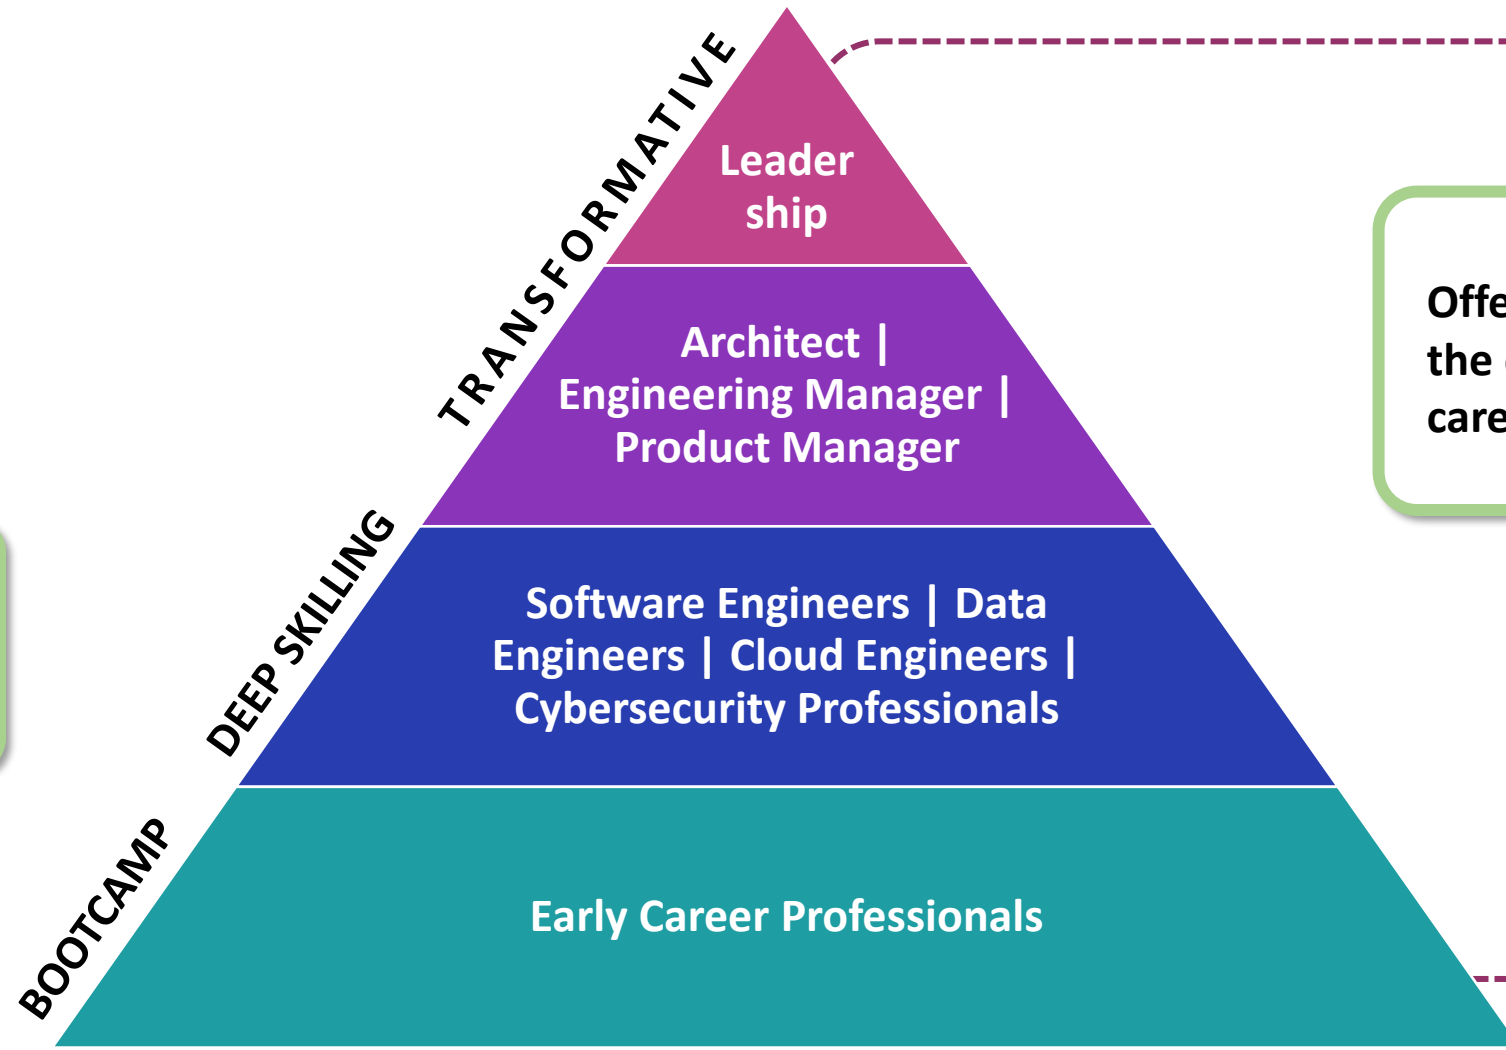 TRANSFORMATIVE
Leader
ship
Architect |
Engineering Manager |
Product Manager
DEEP SKILLING
Software Engineers | Data
Engineers | Cloud Engineers |
Cybersecurity Professionals
BOOTCAMP
Early Career Professionals
the